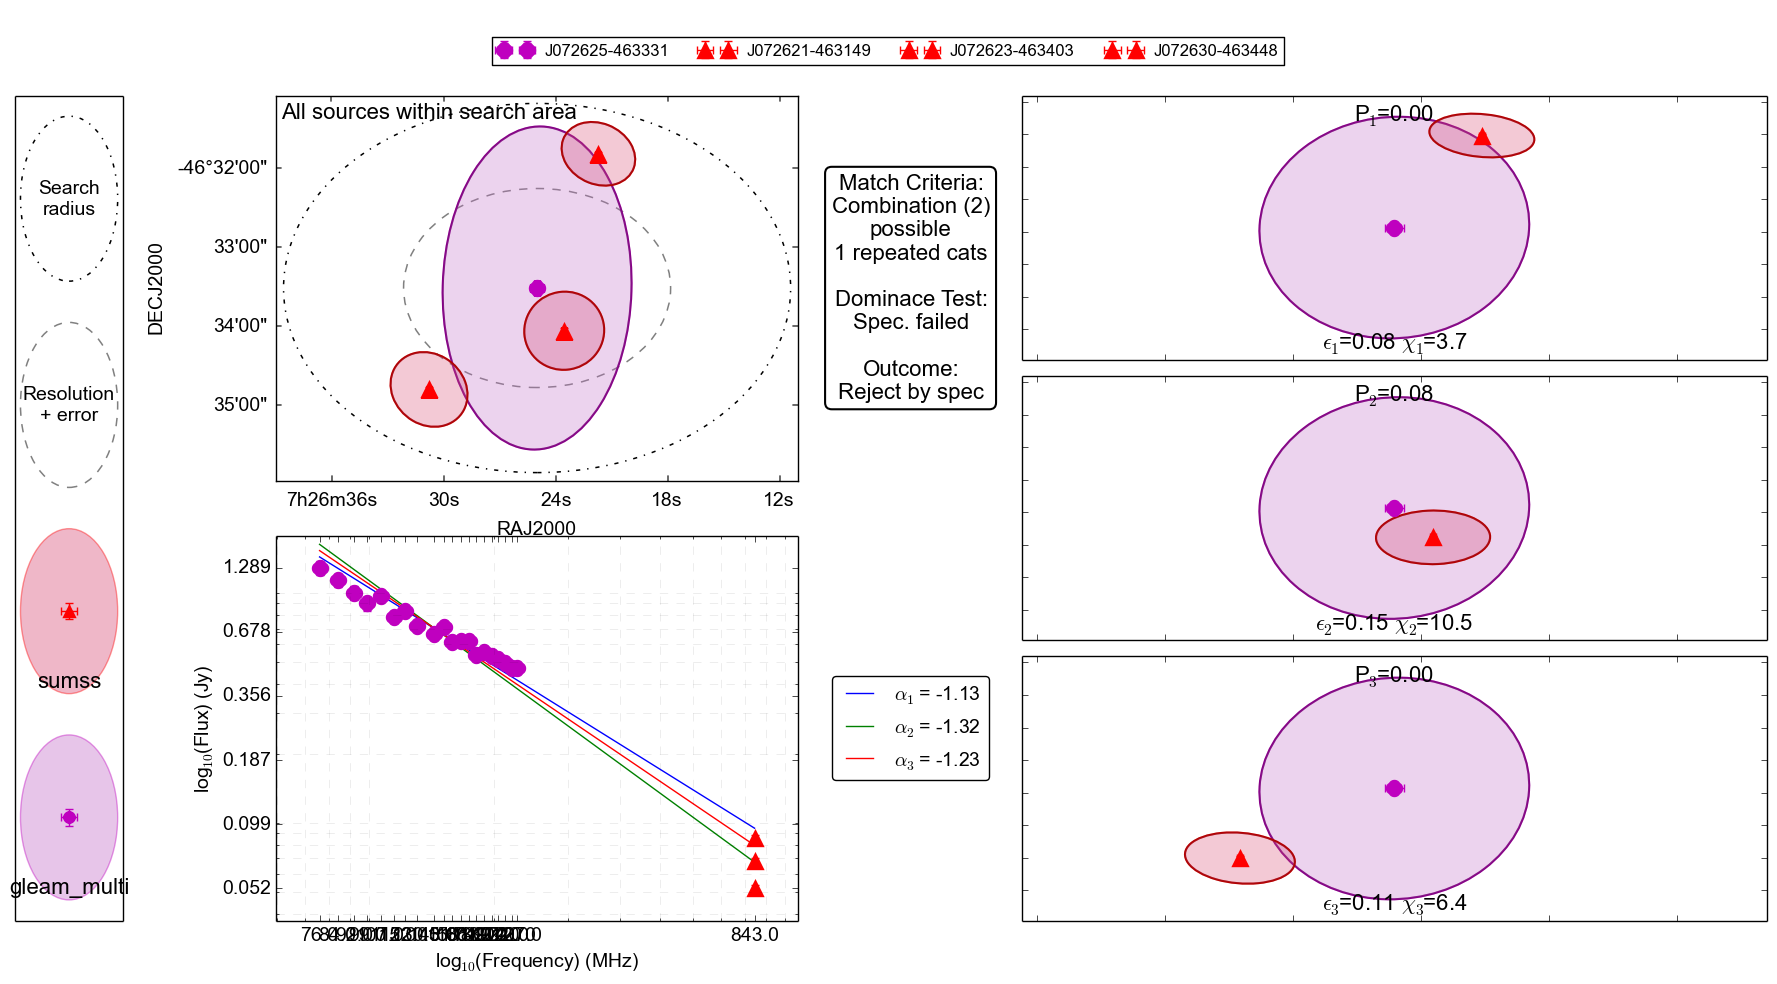 J072625-463331 J072621-463149 J072623-463403 J072630-463448
Search
radius
Resolution
+ error
sumss
gleam_multi
All sources within search area
DECJ2000
-46°32'00"
33'00"
34'00"
35'00"
7h26m36s 30s 24s 18s 12s
RAJ2000
Match Criteria:
Combination (2)
possible
1 repeated cats
Dominace Test:
Spec. failed
Outcome:
Reject by spec
log₁₀(Flux) (Jy)
1.289
0.678
0.356
0.187
0.099
0.052
843.0
log₁₀(Frequency) (MHz)
α₁ = -1.13
α₂ = -1.32
α₃ = -1.23
P₁=0.00
ϵ₁=0.08 χ₁=3.7
P₂=0.08
ϵ₂=0.15 χ₂=10.5
P₃=0.00
ϵ₃=0.11 χ₃=6.4